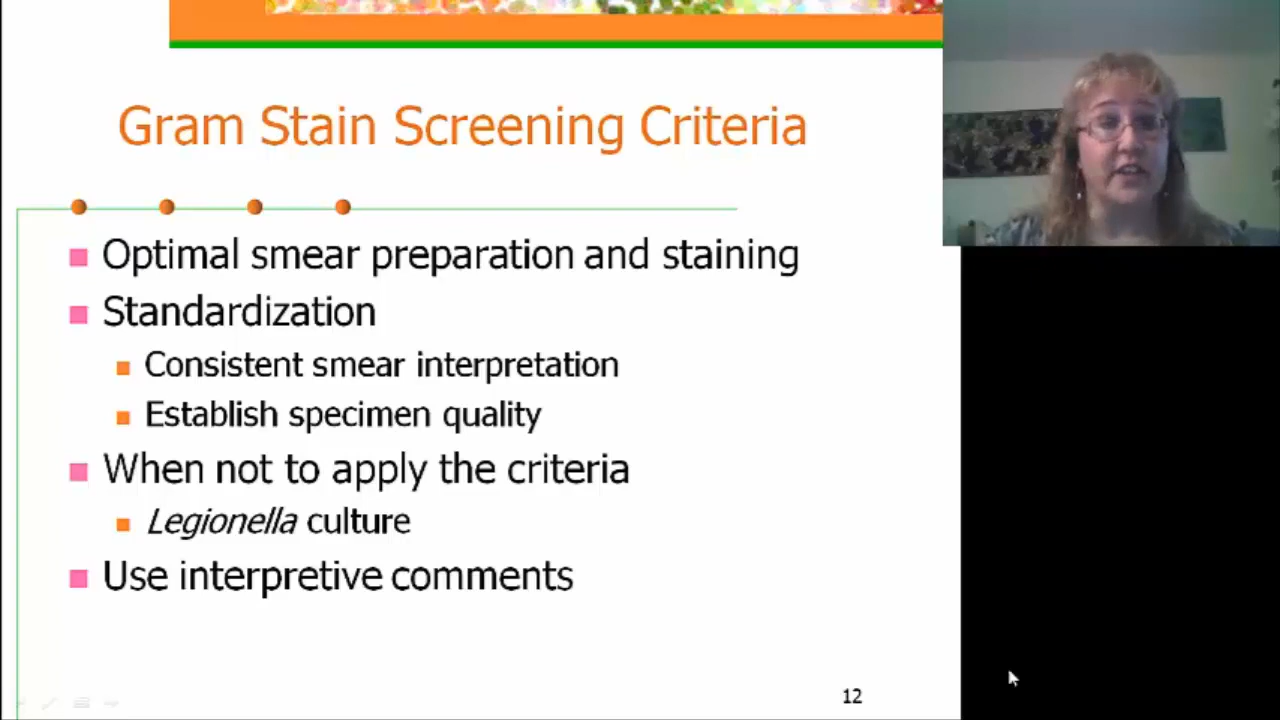 Gram Stain Screening Criteria
Optimal smear preparation and staining
Standardization
Consistent smear interpretation
Establish specimen quality
When not to apply the criteria
Legionella culture
Use interpretive comments
12